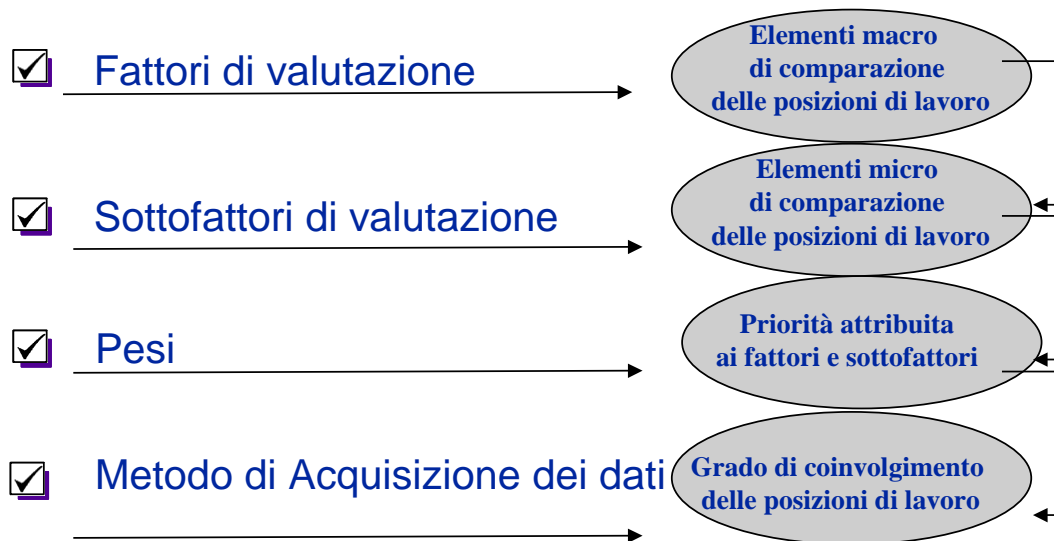 Fattori di valutazione
Elementi macro
di comparazione
delle posizioni di lavoro
Sottofattori di valutazione
Elementi micro
di comparazione
delle posizioni di lavoro
Pesi
Priorità attribuita
ai fattori e sottofattori
Metodo di Acquisizione dei dati
Grado di coinvolgimento
delle posizioni di lavoro